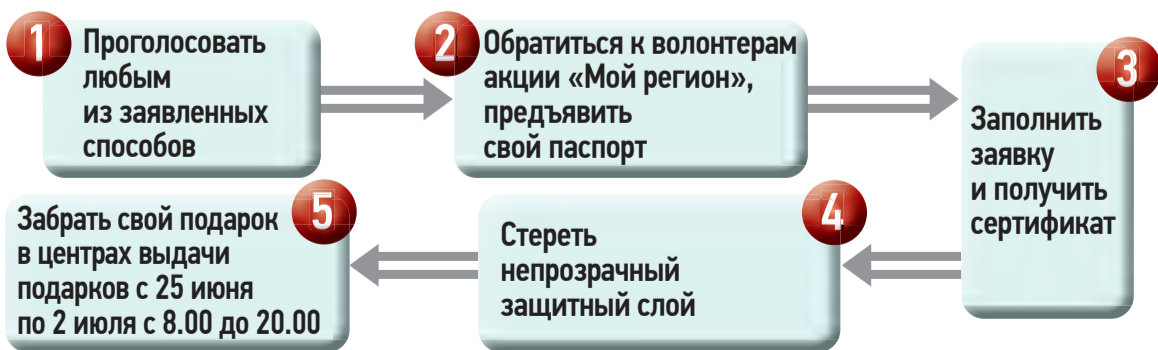 1
Проголосовать
любым
из заявленных
способов
2
Обратиться к волонтерам
акции «Мой регион»,
предъявить
свой паспорт
3
Заполнить
заявку
и получить
сертификат
4
Стереть
непрозрачный
защитный слой
5
Забрать свой подарок
в центрах выдачи
подарков с 25 июня
по 2 июля с 8.00 до 20.00